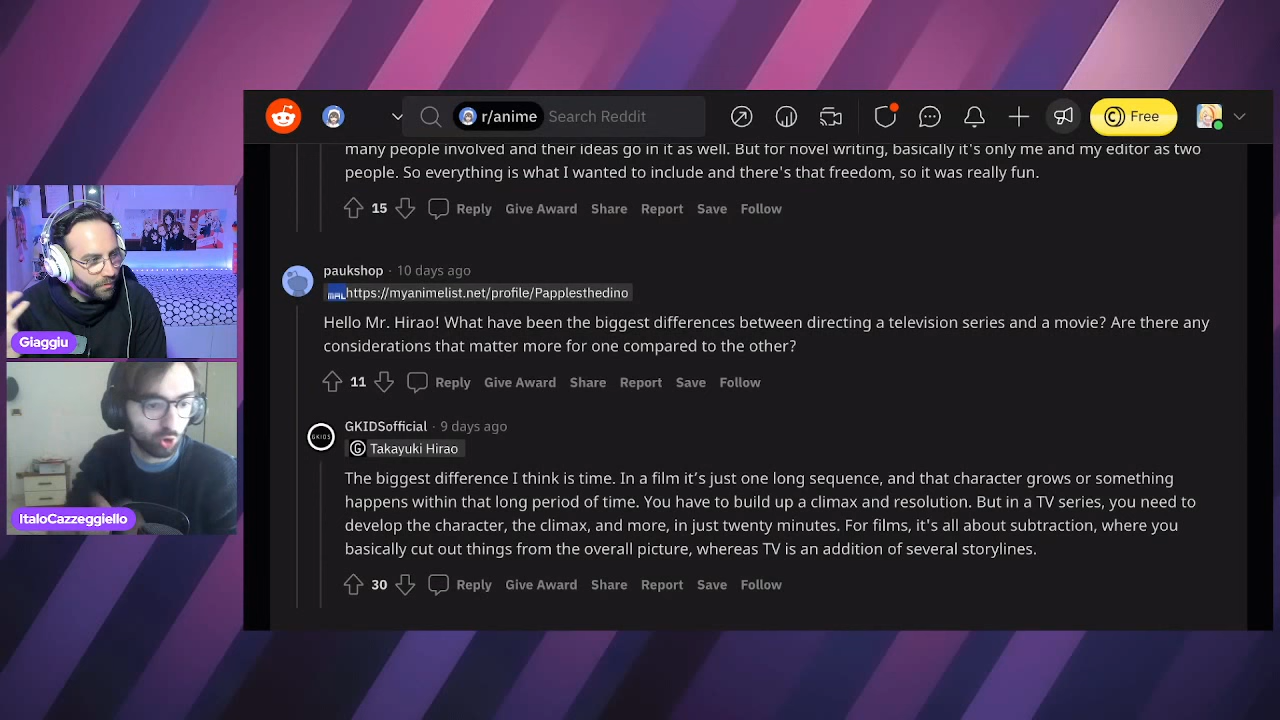 r/anime Search Reddit
Free
many people involved and their ideas go in it as well. But for novel writing, basically it's only me and my editor as two
people. So everything is what I wanted to include and there's that freedom, so it was really fun.
15 Reply Give Award Share Report Save Follow
paukshop · 10 days ago
MAL https://myanimelist.net/profile/Papplesthedino
Hello Mr. Hirao! What have been the biggest differences between directing a television series and a movie? Are there any
considerations that matter more for one compared to the other?
11 Reply Give Award Share Report Save Follow
GKIDS
GKIDSofficial · 9 days ago
G Takayuki Hirao
The biggest difference I think is time. In a film it’s just one long sequence, and that character grows or something
happens within that long period of time. You have to build up a climax and resolution. But in a TV series, you need to
develop the character, the climax, and more, in just twenty minutes. For films, it's all about subtraction, where you
basically cut out things from the overall picture, whereas TV is an addition of several storylines.
30 Reply Give Award Share Report Save Follow
Giaggiu
ItaloCazzeggiello